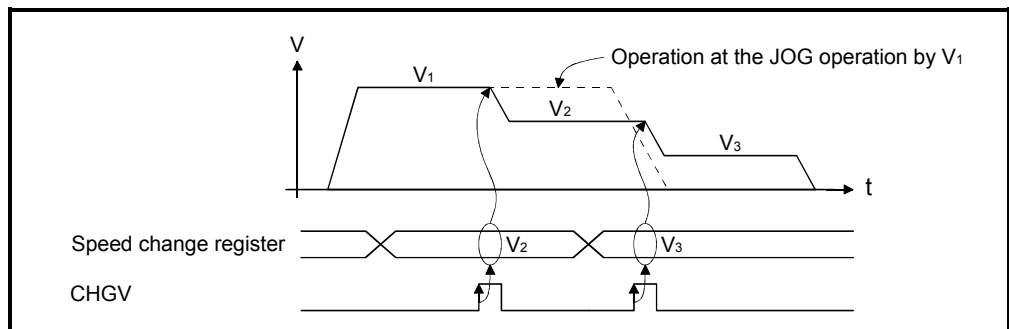 V
Operation at the JOG operation by V1
V1
V2
V3
t
Speed change register
V2
V3
CHGV